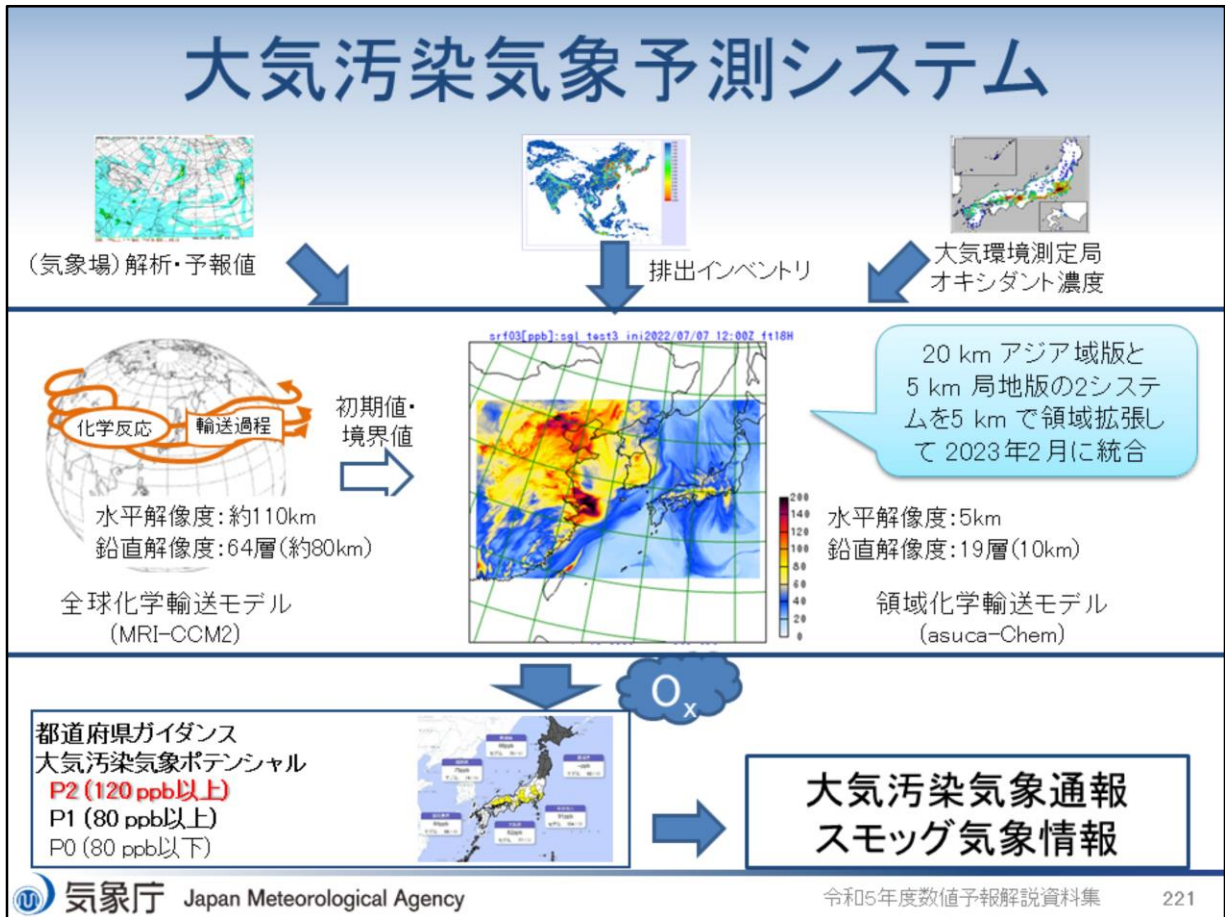 大気汚染気象予測システム
(気象場)解析・予報値
排出インベントリ
大気環境測定局
オキシダント濃度
srfO3[ppb]:sgl test3 ini2022/07/07 12:00Z ft18H
20 km アジア域版と
5 km 局地版の2システ
ムを5 km で領域拡張し
て 2023年2月に統合
化学反応
輸送過程
初期値・
境界値
水平解像度:約110km
鉛直解像度:64層(約80km)
全球化学輸送モデル
(MRI-CCM2)
200
140
120
100
80
60
40
20
0
水平解像度:5km
鉛直解像度:19層(10km)
領域化学輸送モデル
(asuca-Chem)
Ox
都道府県ガイダンス
大気汚染気象ポテンシャル
P2 (120 ppb以上)
P1 (80 ppb以上)
P0 (80 ppb以下)
大気汚染気象通報
スモッグ気象情報
気象庁 Japan Meteorological Agency
令和5年度数値予報解説資料集
221